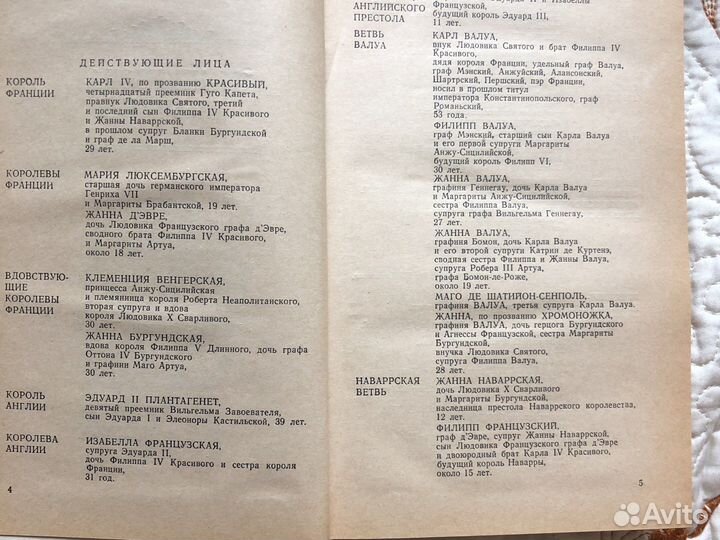 ДЕЙСТВУЮЩИЕ ЛИЦА
КОРОЛЬ
ФРАНЦИИ
КАРЛ IV, по прозванию КРАСИВЫЙ,
четырнадцатый преемник Гуго Капета,
правнук Людовика Святого, третий
и последний сын Филиппа IV Красивого
и Жанны Наваррской,
в прошлом супруг Бланки Бургундской
и граф де ла Марш,
29 лет.
КОРОЛЕВЫ
ФРАНЦИИ
МАРИЯ ЛЮКСЕМБУРГСКАЯ,
старшая дочь германского императора
Генриха VII
и Маргариты Брабантской, 19 лет.
ЖАННА Д'ЭВРЕ,
дочь Людовика Французского графа д'Эвре,
сводного брата Филиппа IV Красивого,
и Маргариты Артуа,
около 18 лет.
ВДОВСТВУЮ-
ЩИЕ
КОРОЛЕВЫ
ФРАНЦИИ
КЛЕМЕНЦИЯ ВЕНГЕРСКАЯ,
принцесса Анжу-Сицилийская
и племянница короля Роберта Неаполитанского,
вторая супруга и вдова
короля Людовика X Сварливого,
30 лет.
ЖАННА БУРГУНДСКАЯ,
вдова короля Филиппа V Длинного, дочь графа
Оттона IV Бургундского
и графини Маго Артуа,
30 лет.
КОРОЛЬ
АНГЛИИ
ЭДУАРД II ПЛАНТАГЕНЕТ,
девятый преемник Вильгельма Завоевателя,
сын Эдуарда I и Элеоноры Кастильской, 39 лет.
КОРОЛЕВА
АНГЛИИ
ИЗАБЕЛЛА ФРАНЦУЗСКАЯ,
супруга Эдуарда II,
дочь Филиппа IV Красивого и сестра короля
Франции,
31 год.
4
АНГЛИЙСКОГО
ПРЕСТОЛА
Французской,
будущий король Эдуард III,
11 лет.
ВЕТВЬ
ВАЛУА
КАРЛ ВАЛУА,
внук Людовика Святого и брат Филиппа IV
Красивого,
дядя короля Франции, удельный граф Валуа,
граф Мэнский, Анжуйский, Алансонский,
Шартрский, Першский, пэр Франции,
носил в прошлом титул
императора Константинопольского, граф
Романьский,
53 года.
ФИЛИПП ВАЛУА,
граф Мэнский, старший сын Карла Валуа
и его первой супруги Маргариты
Анжу-Сицилийской,
будущий король Филипп VI,
30 лет.
ЖАННА ВАЛУА,
графиня Геннегау, дочь Карла Валуа
и Маргариты Анжу-Сицилийской,
сестра Филиппа Валуа,
супруга графа Вильгельма Геннегау,
27 лет.
ЖАННА ВАЛУА,
графиня Бомон, дочь Карла Валуа
и его второй супруги Катрин де Куртенэ,
сводная сестра Филиппа и Жанны Валуа,
супруга Робера III Артуа,
графа Бомон-ле-Роже,
около 19 лет.
МАГО ДЕ ШАТИЙОН-СЕНПОЛЬ,
графиня ВАЛУА, третья супруга Карла Валуа.
ЖАННА, по прозванию ХРОМОНОЖКА,
графиня ВАЛУА, дочь герцога Бургундского
и Агнессы Французской, сестра Маргариты
Бургундской,
внучка Людовика Святого,
супруга Филиппа Валуа,
28 лет.
НАВАРРСКАЯ
ВЕТВЬ
ЖАННА НАВАРРСКАЯ,
дочь Людовика X Сварливого
и Маргариты Бургундской,
наследница престола Наваррского королевства,
12 лет.
ФИЛИПП ФРАНЦУЗСКИЙ,
граф д'Эвре, супруг Жанны Наваррской,
сын Людовика Французского графа д'Эвре
и двоюродный брат Карла IV Красивого,
будущий король Наварры,
около 15 лет.
5
Avito